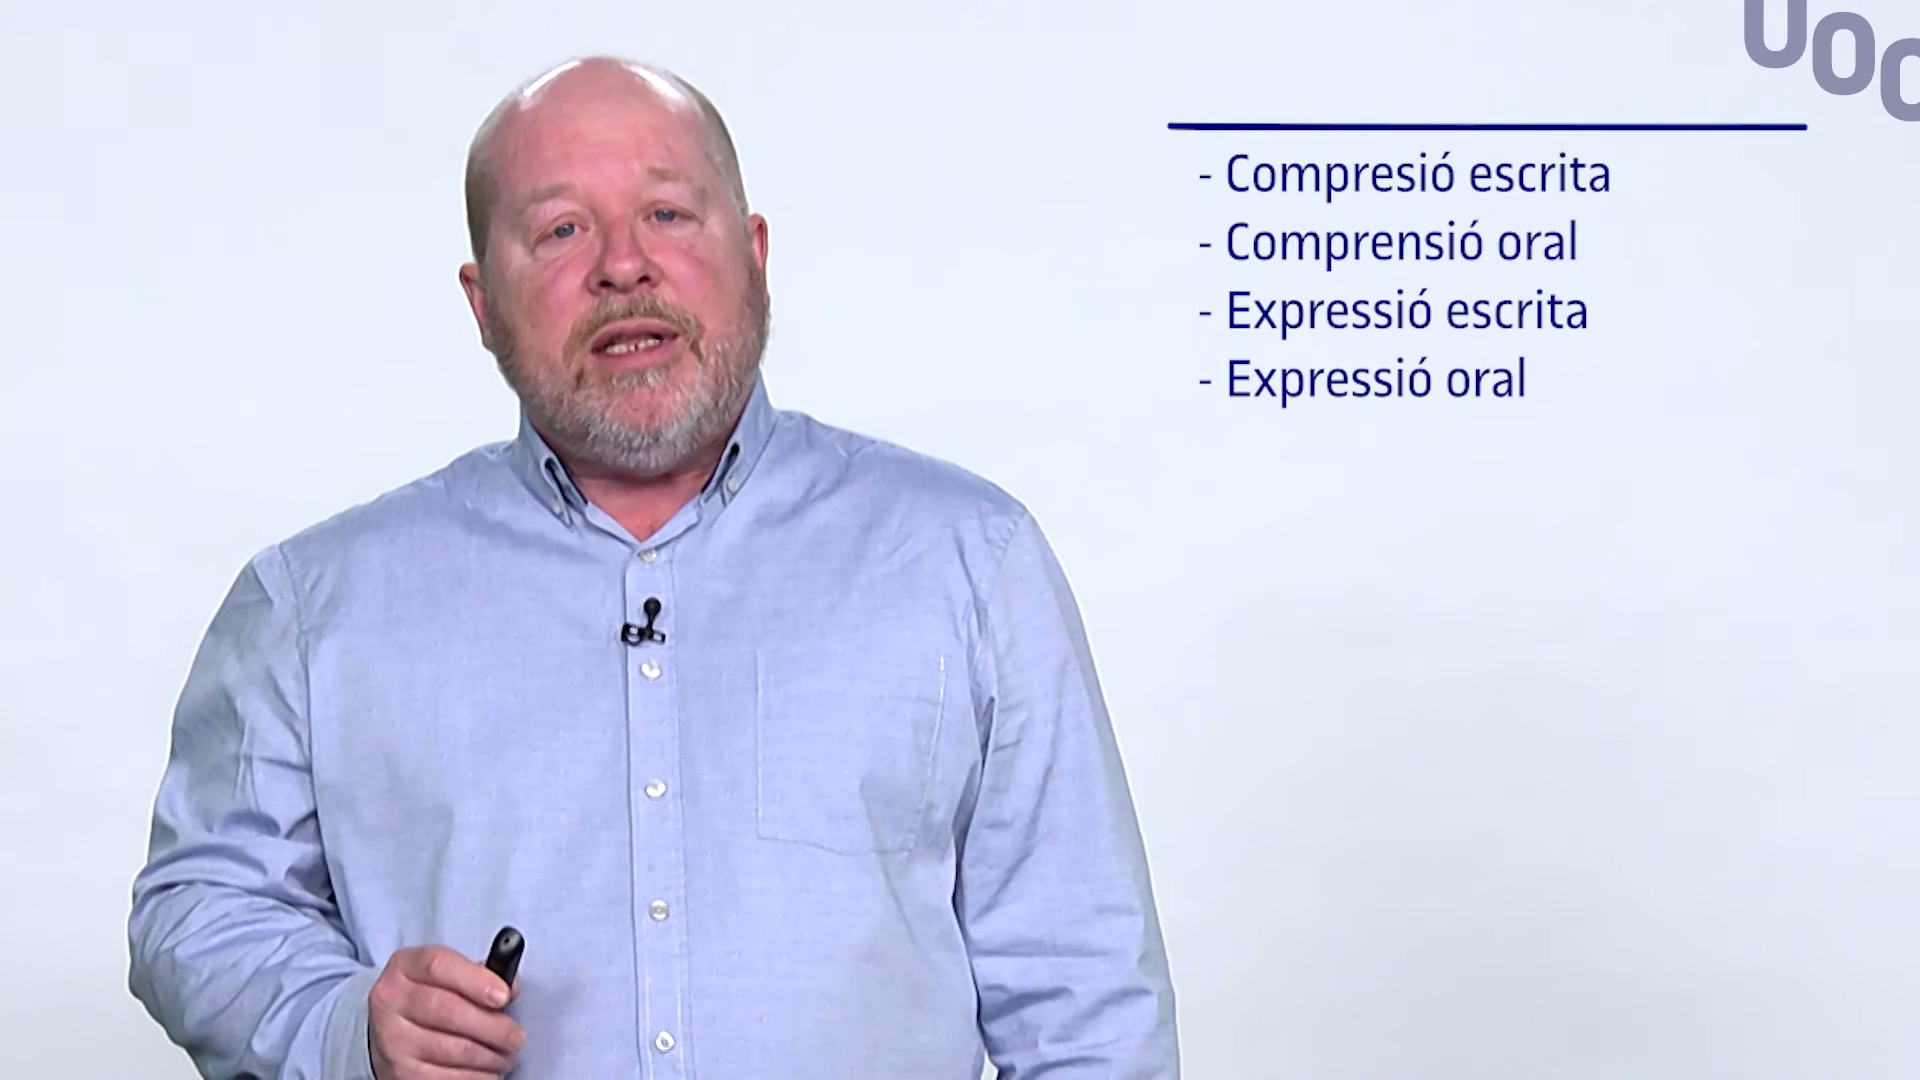 UOC
- Compresió escrita
- Comprensió oral
- Expressió escrita
- Expressió oral